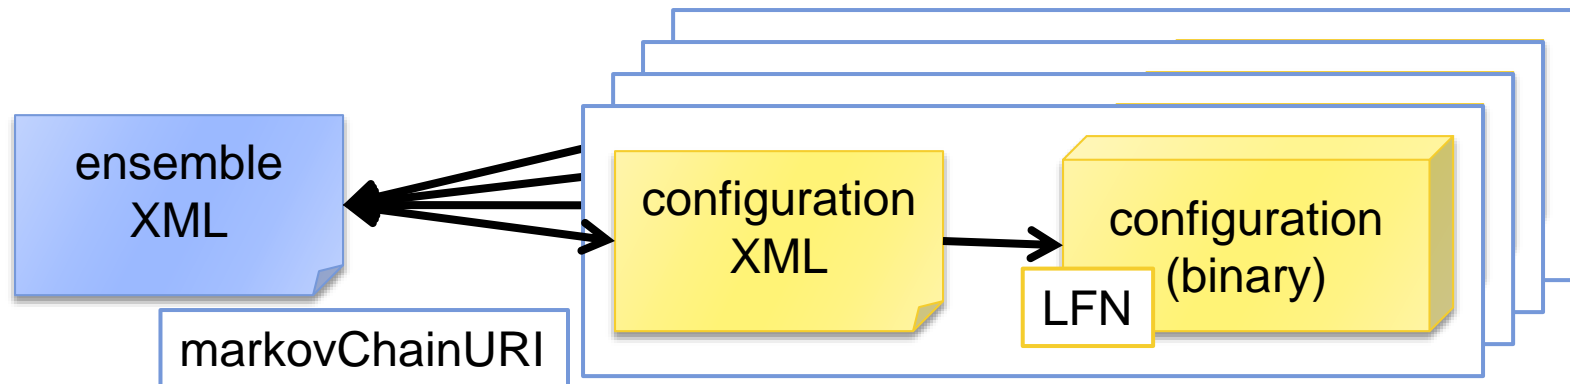 ensemble
XML
markovChainURI
configuration
XML
LFN
configuration
(binary)